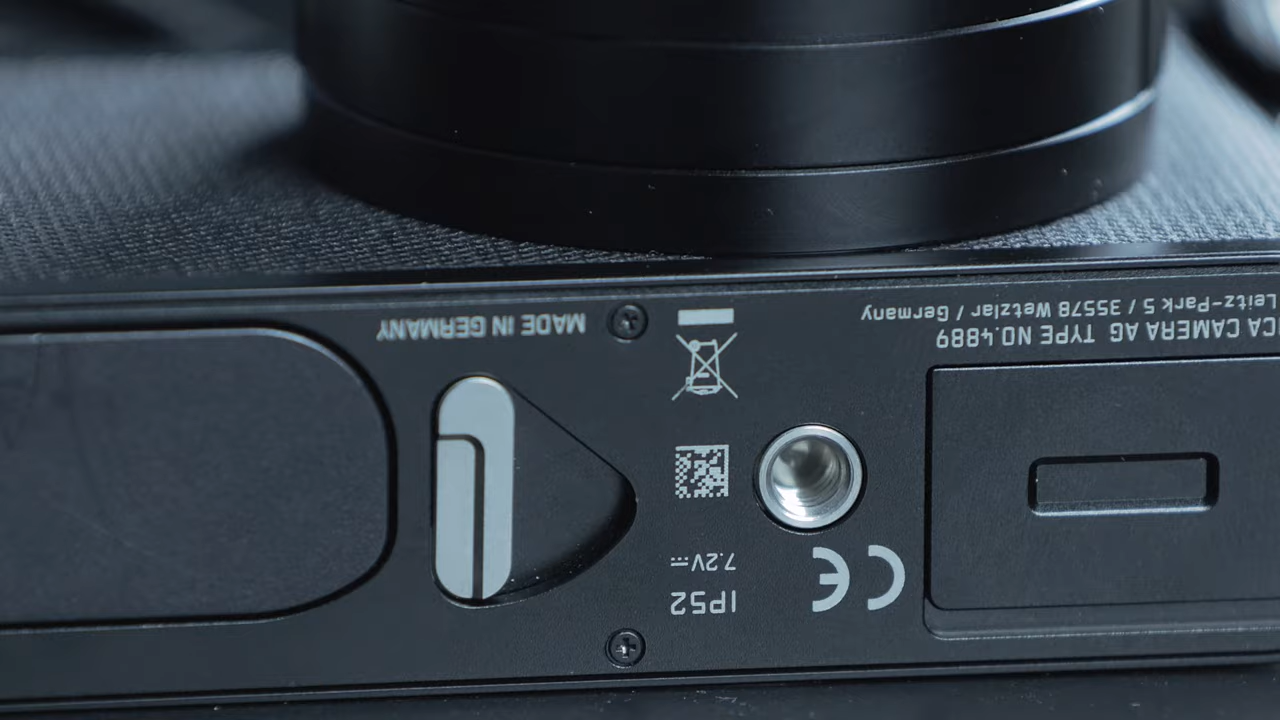 CA CAMERA AG TYPE NO.4889
Leitz-Park 5 / 35578 Wetzlar / Germany
MADE IN GERMANY
CE
IP52
7.2V⎓